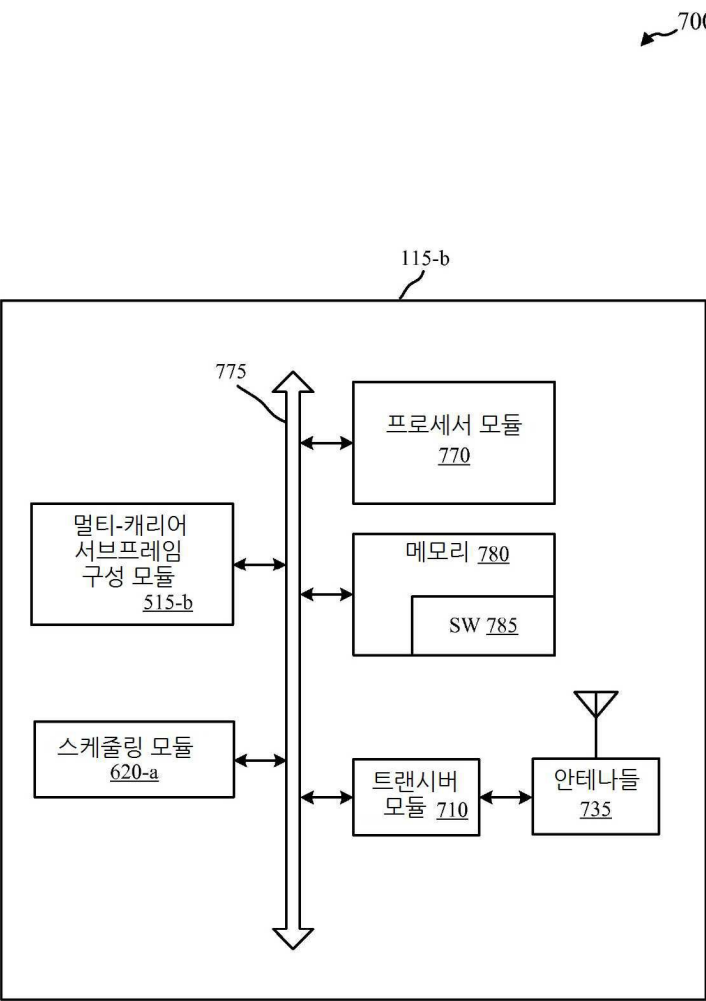 700
115-b
775
프로세서 모듈
770
멀티-캐리어
서브프레임
구성 모듈
515-b
메모리 780
SW 785
스케줄링 모듈
620-a
트랜시버
모듈 710
안테나들
735